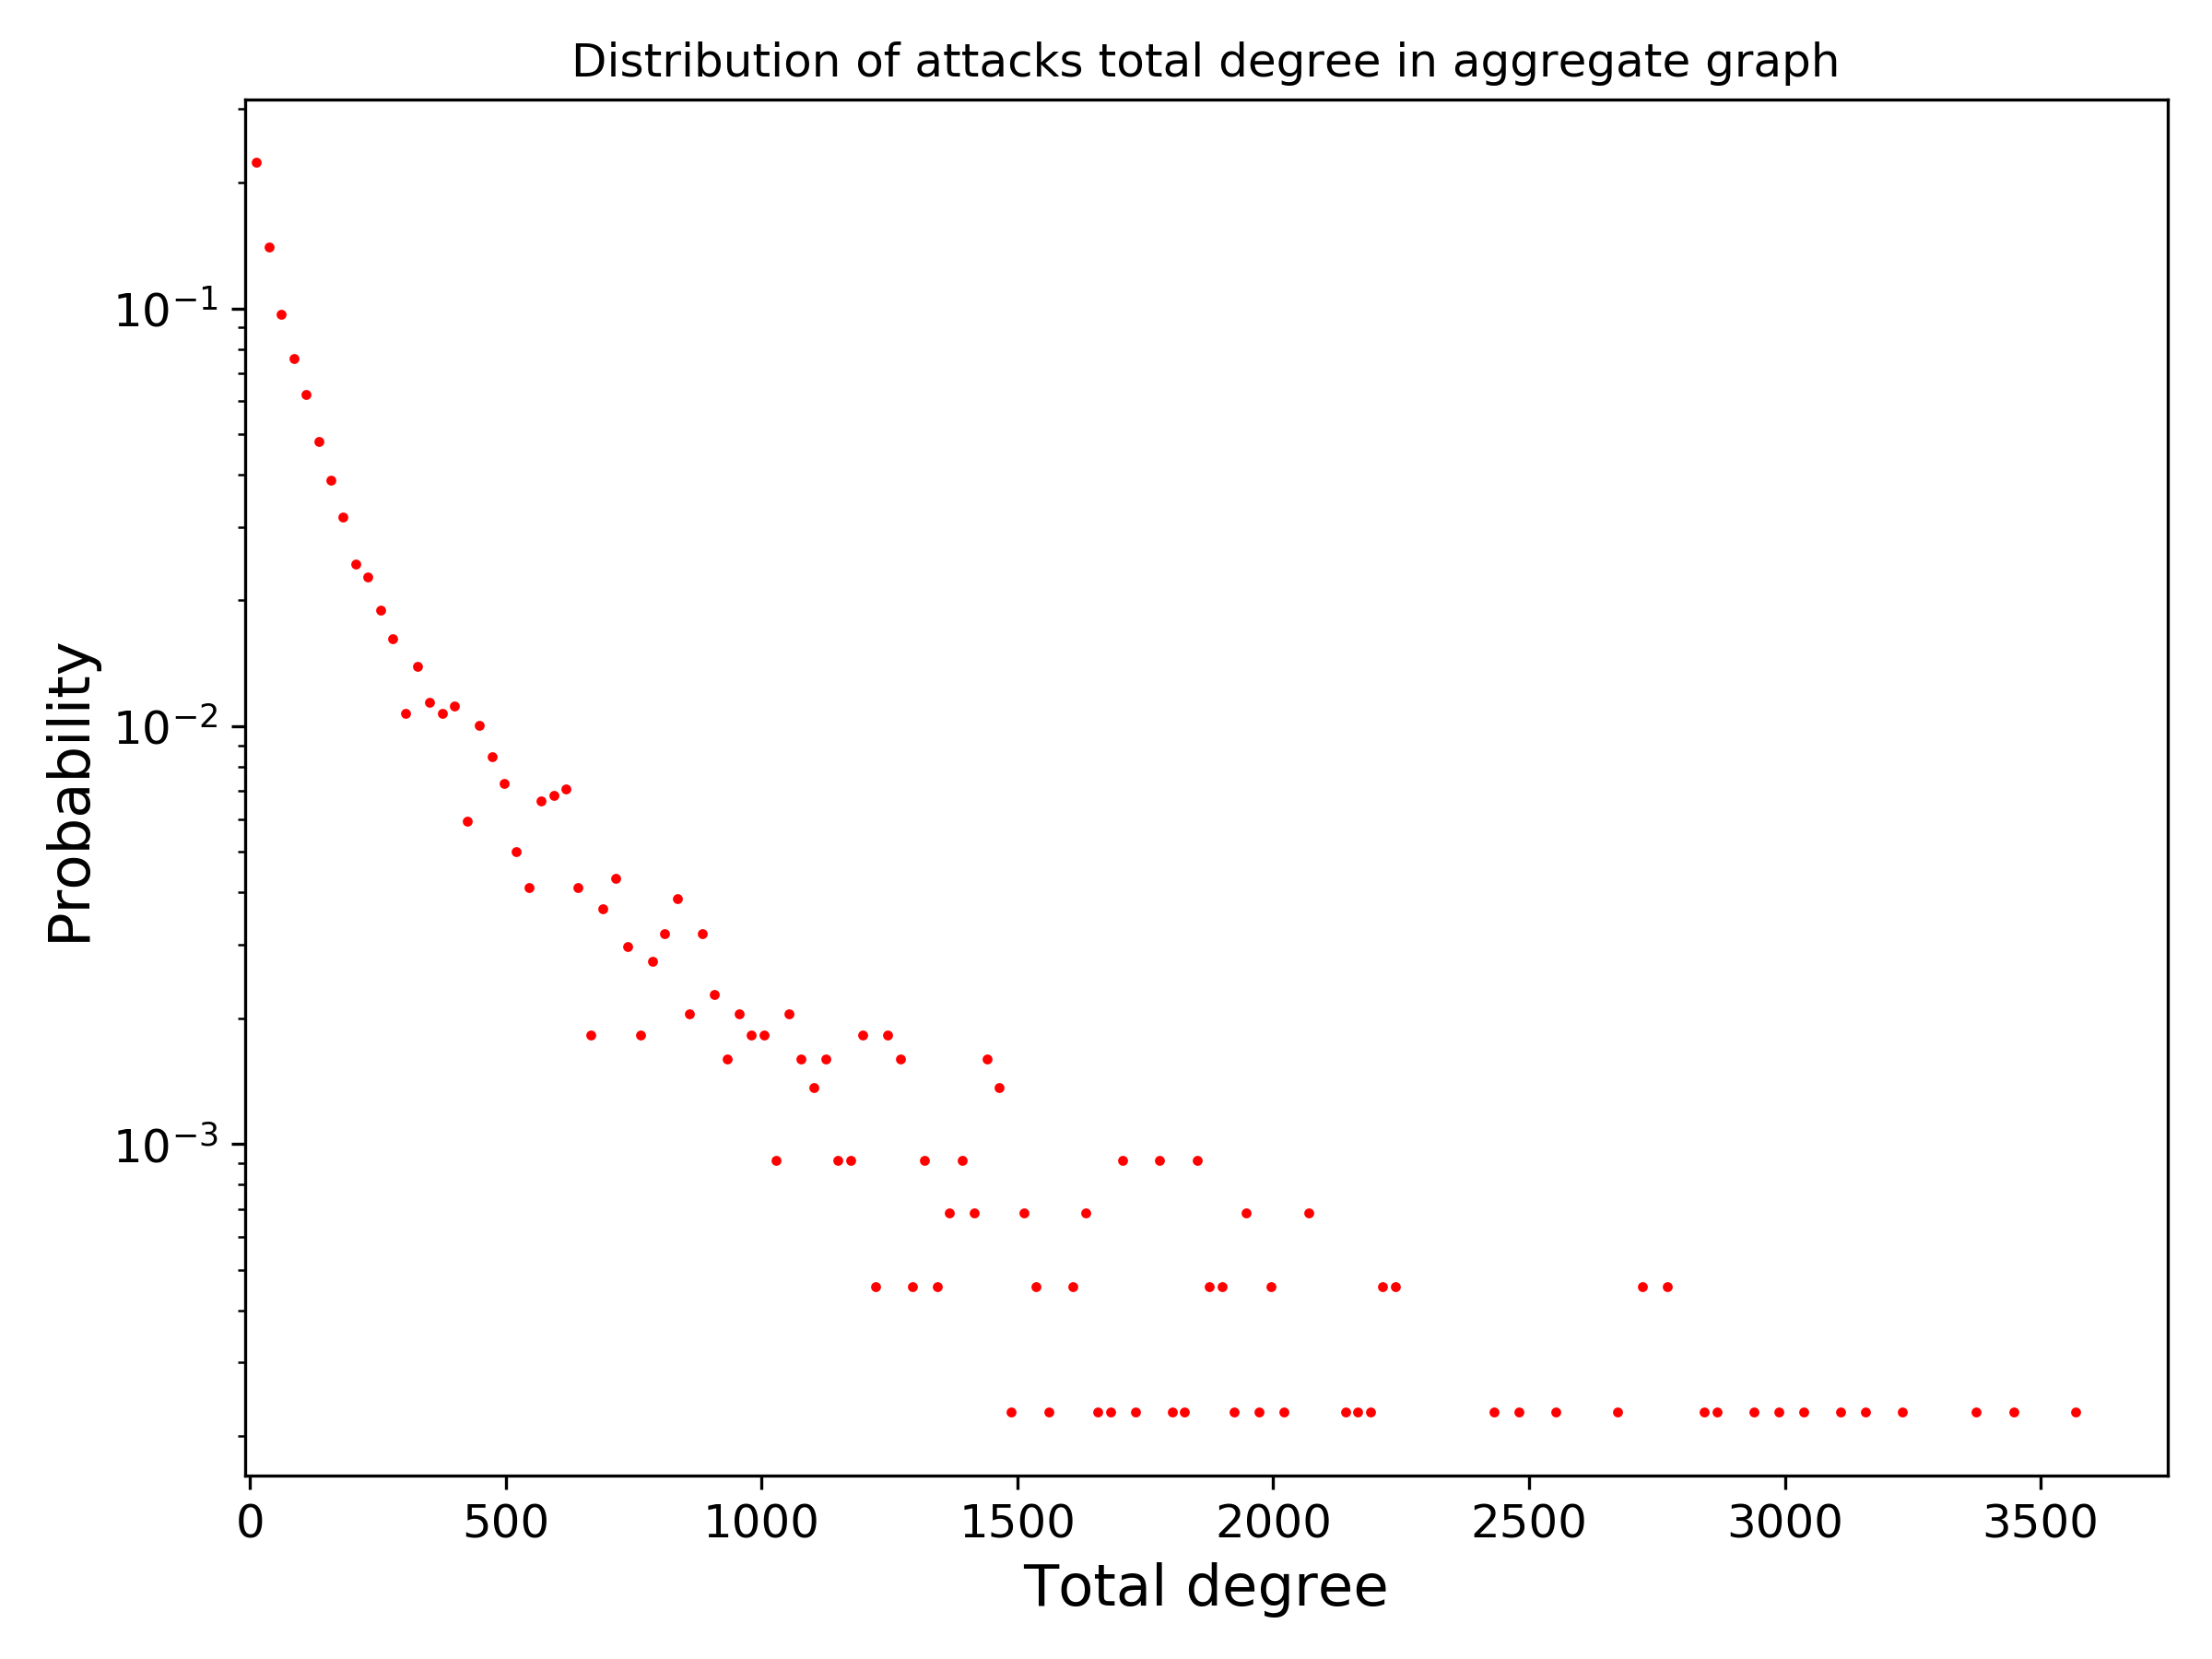 Distribution of attacks total degree in aggregate graph
Probability
10⁻¹
10⁻²
10⁻³
0 500 1000 1500 2000 2500 3000 3500
Total degree